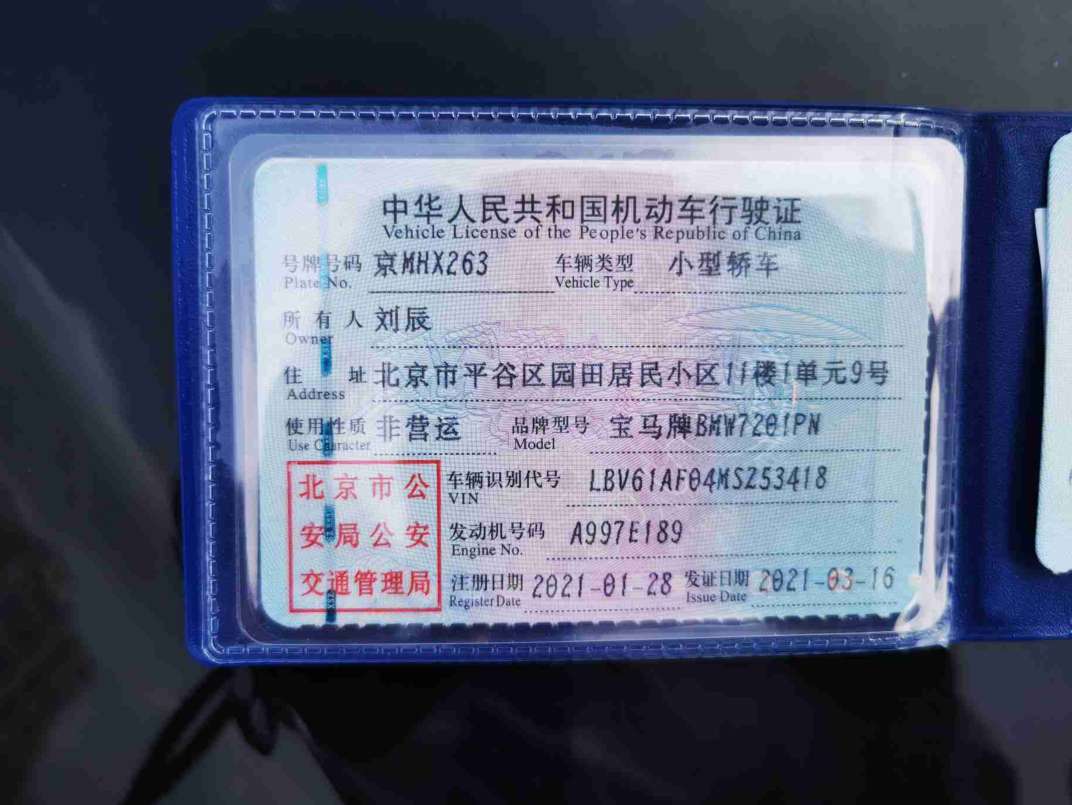 中华人民共和国机动车行驶证
Vehicle License of the People's Republic of China
号牌号码 京MHX263 车辆类型 小型轿车
Plate No. Vehicle Type
所有人 刘辰
Owner
住址 北京市平谷区园田居民小区11楼1单元9号
Address
使用性质 非营运 品牌型号 宝马牌BMW7201PN
Use Character Model
北京市公
安局公安
交通管理局
车辆识别代号 LBV61AF04MSZ53418
VIN
发动机号码 A997E189
Engine No.
注册日期 2021-01-28 发证日期 2021-03-16
Register Date Issue Date